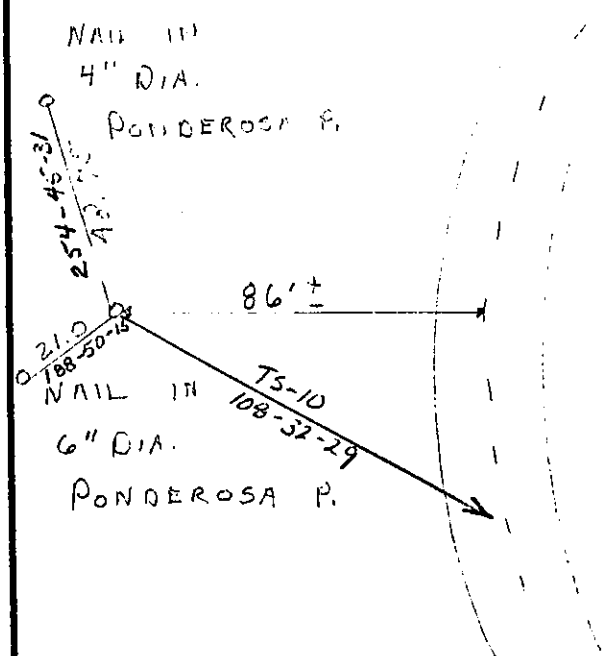 NAIL IN
4" DIA.
PONDEROSA P.
254-45-31
86' ±
21.0
188-50-15
TS-10
108-32-29
NAIL IN
6" DIA.
PONDEROSA P.